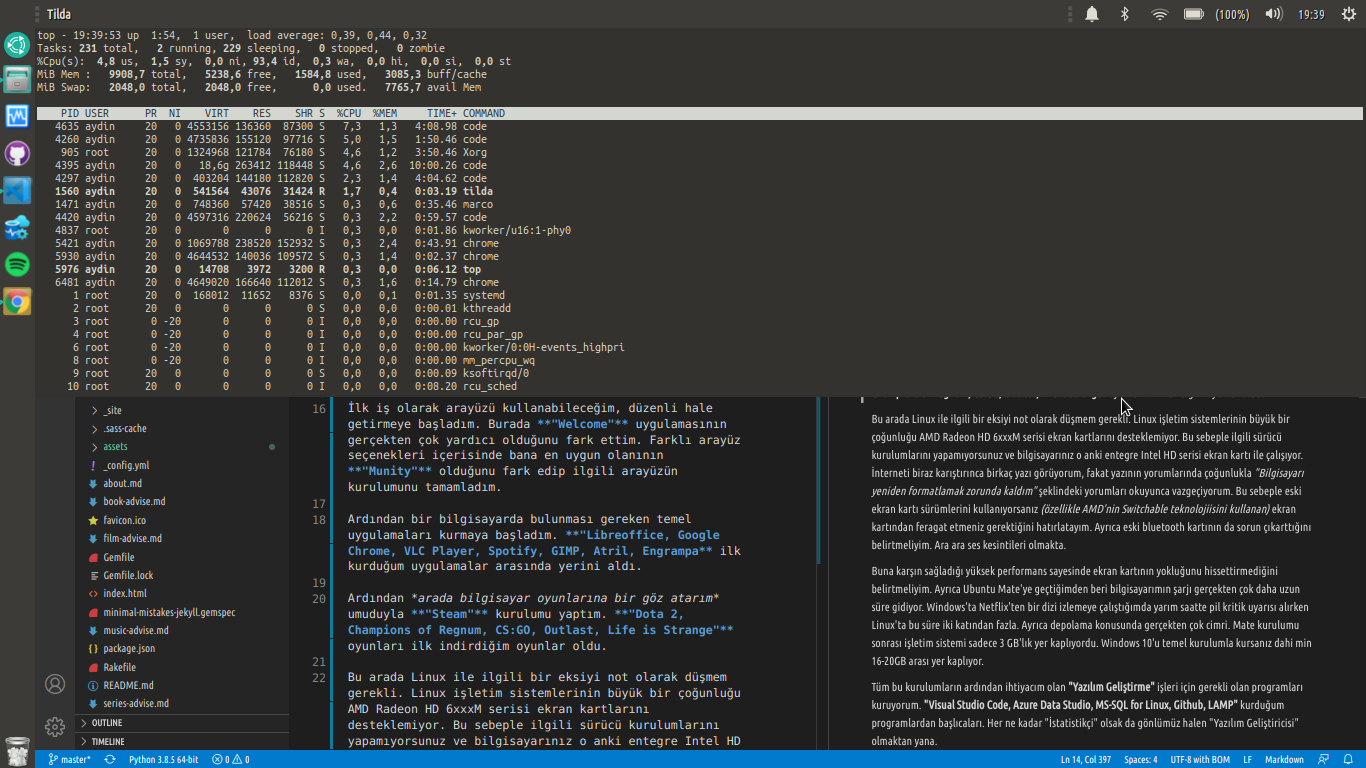 Tilda
(100%)
19:39
top - 19:39:53 up  1:54,  1 user,  load average: 0,39, 0,44, 0,32
Tasks: 231 total,   2 running, 229 sleeping,   0 stopped,   0 zombie
%Cpu(s):  4,8 us,  1,5 sy,  0,0 ni, 93,4 id,  0,3 wa,  0,0 hi,  0,0 si,  0,0 st
MiB Mem :   9908,7 total,   5238,6 free,   1584,8 used,   3085,3 buff/cache
MiB Swap:   2048,0 total,   2048,0 free,      0,0 used.   7765,7 avail Mem
PID USER      PR  NI    VIRT    RES    SHR S  %CPU  %MEM     TIME+ COMMAND
4635 aydin     20   0 4553156 136360  87300 S   7,3   1,3   4:08.98 code
4260 aydin     20   0 4735836 155120  97716 S   5,0   1,5   1:50.46 code
905 root      20   0 1324968 121784  76180 S   4,6   1,2   3:50.46 Xorg
4395 aydin     20   0   18,6g 263412 118448 S   4,6   2,6  10:00.26 code
4297 aydin     20   0  403204 144180 112820 S   2,3   1,4   4:04.62 code
1560 aydin     20   0  541564  43076  31424 R   1,7   0,4   0:03.19 tilda
1471 aydin     20   0  748360  57420  38516 S   0,3   0,6   0:35.46 marco
4420 aydin     20   0 4597316 220624  56216 S   0,3   2,2   0:59.57 code
4837 root      20   0       0      0      0 I   0,3   0,0   0:01.86 kworker/u16:1-phy0
5421 aydin     20   0 1069788 238520 152932 S   0,3   2,4   0:43.91 chrome
5930 aydin     20   0 4644532 140036 109572 S   0,3   1,4   0:02.37 chrome
5976 aydin     20   0   14708   3972   3200 R   0,3   0,0   0:06.12 top
6481 aydin     20   0 4649020 166640 112012 S   0,3   1,6   0:14.79 chrome
1 root      20   0  168012  11652   8376 S   0,0   0,1   0:01.35 systemd
2 root      20   0       0      0      0 S   0,0   0,0   0:00.01 kthreadd
3 root       0 -20       0      0      0 I   0,0   0,0   0:00.00 rcu_gp
4 root       0 -20       0      0      0 I   0,0   0,0   0:00.00 rcu_par_gp
6 root       0 -20       0      0      0 I   0,0   0,0   0:00.00 kworker/0:0H-events_highpri
8 root       0 -20       0      0      0 I   0,0   0,0   0:00.00 mm_percpu_wq
9 root      20   0       0      0      0 S   0,0   0,0   0:00.09 ksoftirqd/0
10 root      20   0       0      0      0 I   0,0   0,0   0:08.20 rcu_sched
_site
.sass-cache
assets
_config.yml
about.md
book-advise.md
favicon.ico
film-advise.md
Gemfile
Gemfile.lock
index.html
minimal-mistakes-jekyll.gemspec
music-advise.md
package.json
Rakefile
README.md
series-advise.md
OUTLINE
TIMELINE
16 İlk iş olarak arayüzü kullanabileceğim, düzenli hale
getirmeye başladım. Burada **"Welcome"** uygulamasının
gerçekten çok yardıcı olduğunu fark ettim. Farklı arayüz
seçenekleri içerisinde bana en uygun olanının
**"Munity"** olduğunu fark edip ilgili arayüzün
kurulumunu tamamladım.
17
18 Ardından bir bilgisayarda bulunması gereken temel
uygulamaları kurmaya başladım. **"Libreoffice, Google
Chrome, VLC Player, Spotify, GIMP, Atril, Engrampa** ilk
kurduğum uygulamalar arasında yerini aldı.
19
20 Ardından *arada bilgisayar oyunlarına bir göz atarım*
umuduyla **"Steam"** kurulumu yaptım. **"Dota 2,
Champions of Regnum, CS:GO, Outlast, Life is Strange"**
oyunları ilk indirdiğim oyunlar oldu.
21
22 Bu arada Linux ile ilgili bir eksiyi not olarak düşmem
gerekli. Linux işletim sistemlerinin büyük bir çoğunluğu
AMD Radeon HD 6xxxM serisi ekran kartlarını
desteklemiyor. Bu sebeple ilgili sürücü kurulumlarını
yapamıyorsunuz ve bilgisayarınız o anki entegre Intel HD
Bu arada Linux ile ilgili bir eksiyi not olarak düşmem gerekli. Linux işletim sistemlerinin büyük bir
çoğunluğu AMD Radeon HD 6xxxM serisi ekran kartlarını desteklemiyor. Bu sebeple ilgili sürücü
kurulumlarını yapamıyorsunuz ve bilgisayarınız o anki entegre Intel HD serisi ekran kartı ile çalışıyor.
İnterneti biraz karıştırınca birkaç yazı görüyorum, fakat yazının yorumlarında çoğunlukla "Bilgisayarı
yeniden formatlamak zorunda kaldım" şeklindeki yorumları okuyunca vazgeçiyorum. Bu sebeple eski
ekran kartı sürümlerini kullanıyorsanız (özellikle AMD'nin Switchable teknolojiisini kullanan) ekran
kartından feragat etmeniz gerektiğini hatırlatayım. Ayrıca eski bluetooth kartının da sorun çıkarttığını
belirtmeliyim. Ara ara ses kesintileri olmakta.
Buna karşın sağladığı yüksek performans sayesinde ekran kartının yokluğunu hissettirmediğini
belirtmeliyim. Ayrıca Ubuntu Mate'ye geçtiğimden beri bilgisayarımın şarjı gerçekten çok daha uzun
süre gidiyor. Windows'ta Netflix'ten bir dizi izlemeye çalıştığımda yarım saatte pil kritik uyarısı alırken
Linux'ta bu süre iki katından fazla. Ayrıca depolama konusunda gerçekten çok cimri. Mate kurulumu
sonrası işletim sistemi sadece 3 GB'lık yer kaplıyordu. Windows 10'u temel kurulumla kursanız dahi min
16-20GB arası yer kaplıyor.
Tüm bu kurulumların ardından ihtiyacım olan "Yazılım Geliştirme" işleri için gerekli olan programları
kuruyorum. "Visual Studio Code, Azure Data Studio, MS-SQL for Linux, Github, LAMP" kurduğum
programlardan başlıcaları. Her ne kadar "İstatistikçi" olsak da gönlümüz halen "Yazılım Geliştiricisi"
olmaktan yana.
master*
Python 3.8.5 64-bit
0
0
Ln 14, Col 397
Spaces: 4
UTF-8 with BOM
LF
Markdown